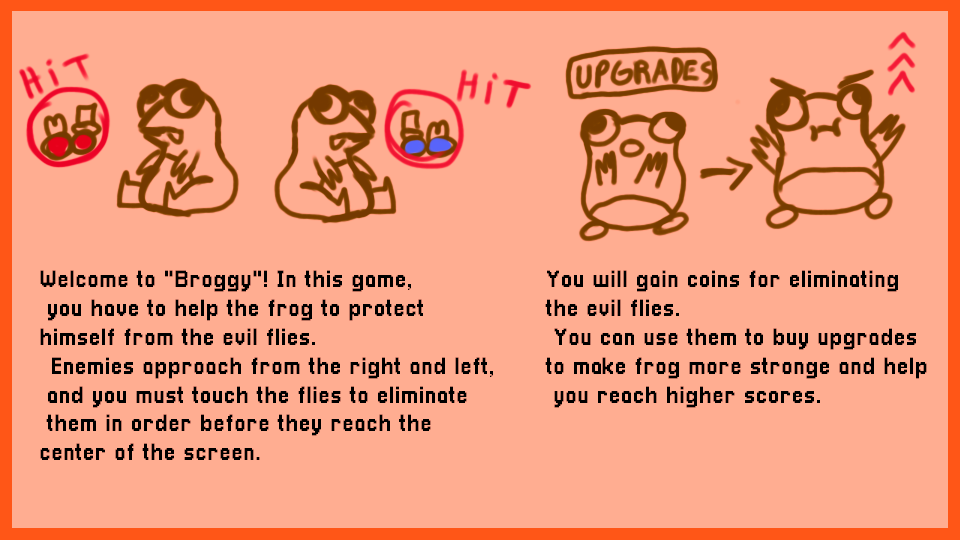 HIT
HIT
UPGRADES
Welcome to "Broggy"! In this game,
you have to help the frog to protect
himself from the evil flies.
Enemies approach from the right and left,
and you must touch the flies to eliminate
them in order before they reach the
center of the screen.
You will gain coins for eliminating
the evil flies.
You can use them to buy upgrades
to make frog more stronge and help
you reach higher scores.